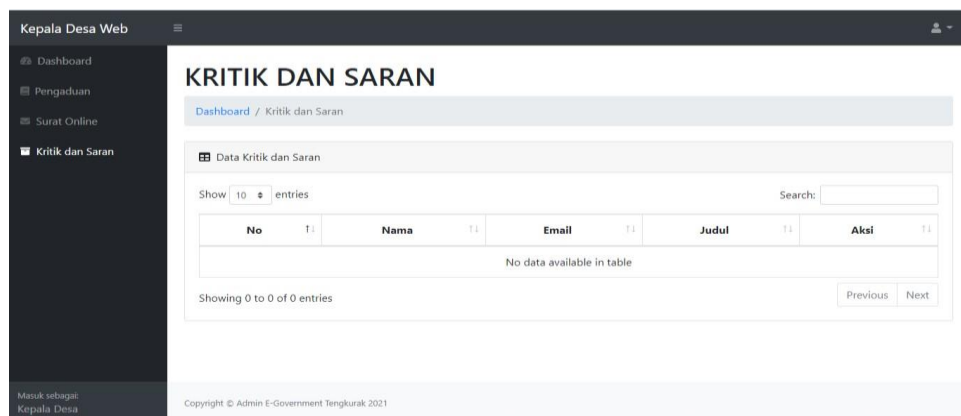 Kepala Desa Web
Dashboard
Pengaduan
Surat Online
Kritik dan Saran
KRITIK DAN SARAN
Dashboard / Kritik dan Saran
Data Kritik dan Saran
Show 10 entries Search:
No Nama Email Judul Aksi
No data available in table
Showing 0 to 0 of 0 entries
Previous Next
Masuk sebagai:
Kepala Desa
Copyright © Admin E-Government Tengkurak 2021